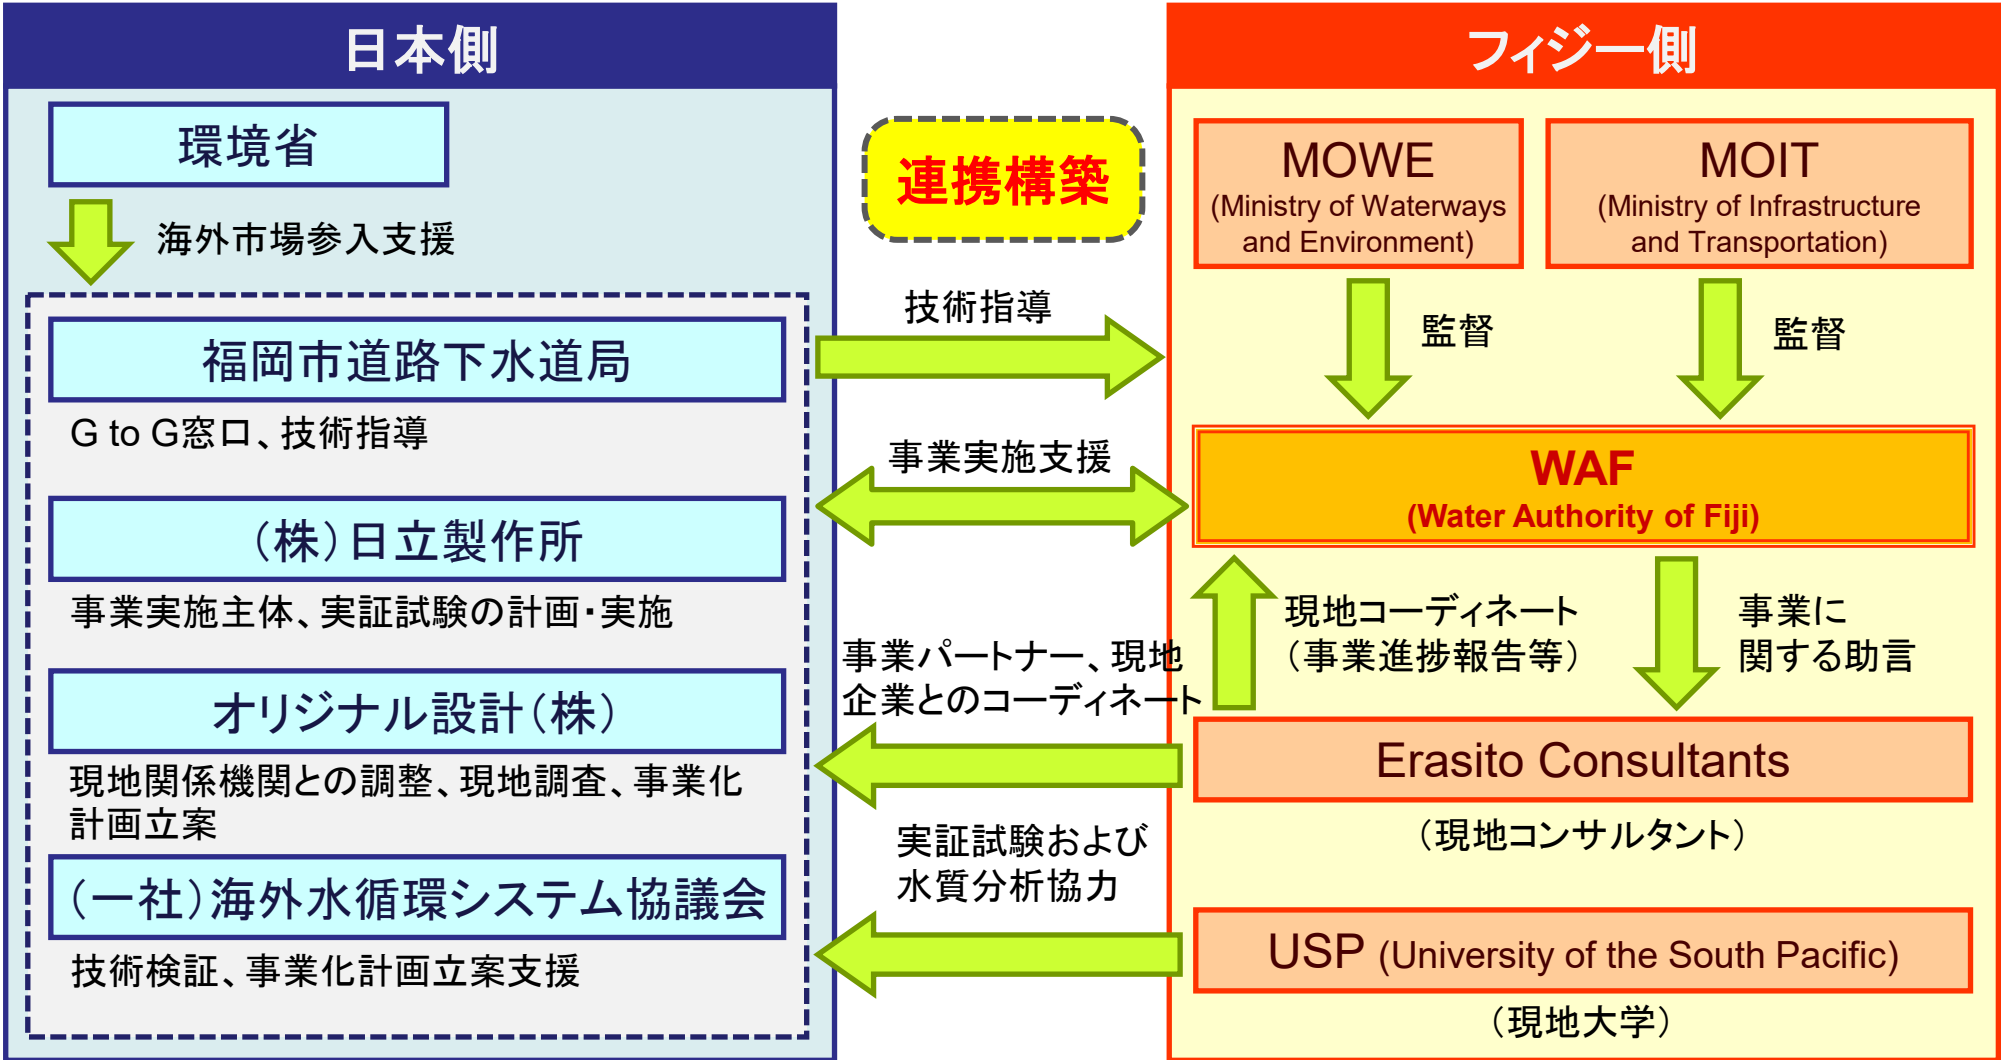 日本側
環境省
海外市場参入支援
福岡市道路下水道局
G to G窓口、技術指導
（株）日立製作所
事業実施主体、実証試験の計画・実施
オリジナル設計（株）
現地関係機関との調整、現地調査、事業化
計画立案
（一社）海外水循環システム協議会
技術検証、事業化計画立案支援
連携構築
技術指導
事業実施支援
事業パートナー、現地
企業とのコーディネート
実証試験および
水質分析協力
フィジー側
MOWE
(Ministry of Waterways
and Environment)
MOIT
(Ministry of Infrastructure
and Transportation)
監督
監督
WAF
(Water Authority of Fiji)
現地コーディネート
（事業進捗報告等）
事業に
関する助言
Erasito Consultants
（現地コンサルタント）
USP (University of the South Pacific)
（現地大学）